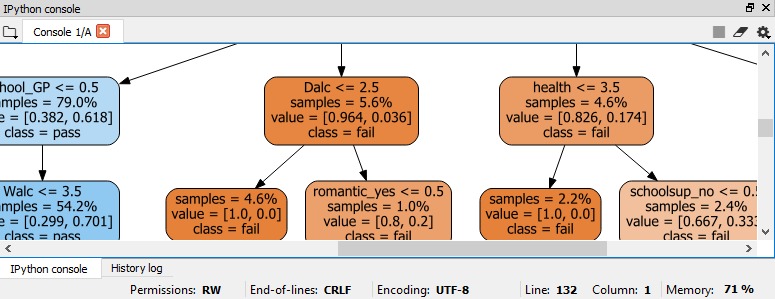 IPython console
Console 1/A
hool_GP <= 0.5
mples = 79.0%
e = [0.382, 0.618]
class = pass
Dalc <= 2.5
samples = 5.6%
value = [0.964, 0.036]
class = fail
health <= 3.5
samples = 4.6%
value = [0.826, 0.174]
class = fail
Walc <= 3.5
mples = 54.2%
e = [0.299, 0.701]
class = pass
samples = 4.6%
value = [1.0, 0.0]
class = fail
romantic_yes <= 0.5
samples = 1.0%
value = [0.8, 0.2]
class = fail
samples = 2.2%
value = [1.0, 0.0]
class = fail
schoolsup_no <= 0.
samples = 2.4%
value = [0.667, 0.333
class = fail
IPython console History log
Permissions: RW End-of-lines: CRLF Encoding: UTF-8 Line: 132 Column: 1 Memory: 71 %